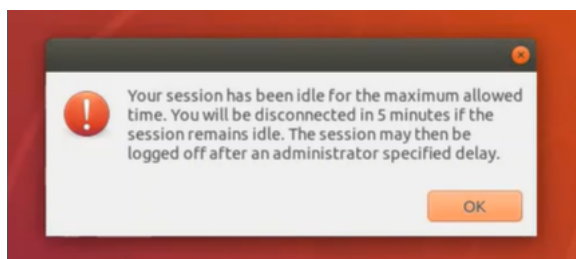 Your session has been idle for the maximum allowed
time. You will be disconnected in 5 minutes if the
session remains idle. The session may then be
logged off after an administrator specified delay.
OK